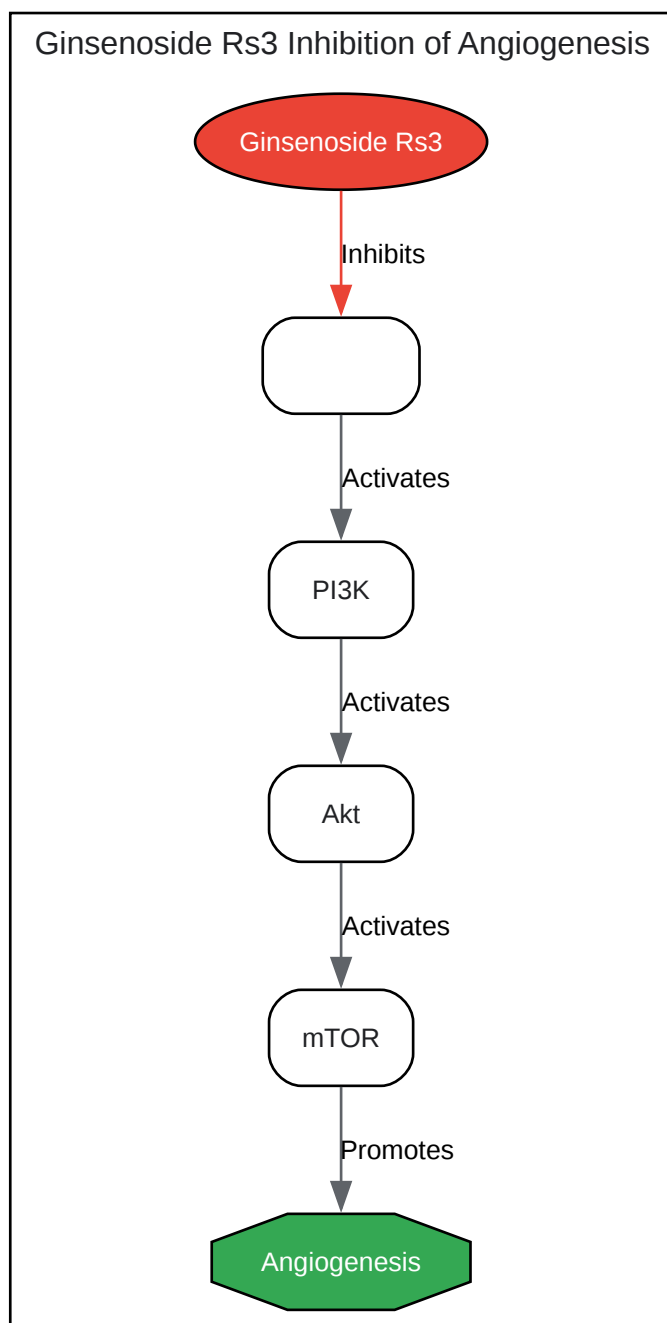 Ginsenoside Rs3 Inhibition of Angiogenesis
Ginsenoside Rs3
Inhibits
Activates
PI3K
Activates
Akt
Activates
mTOR
Promotes
Angiogenesis